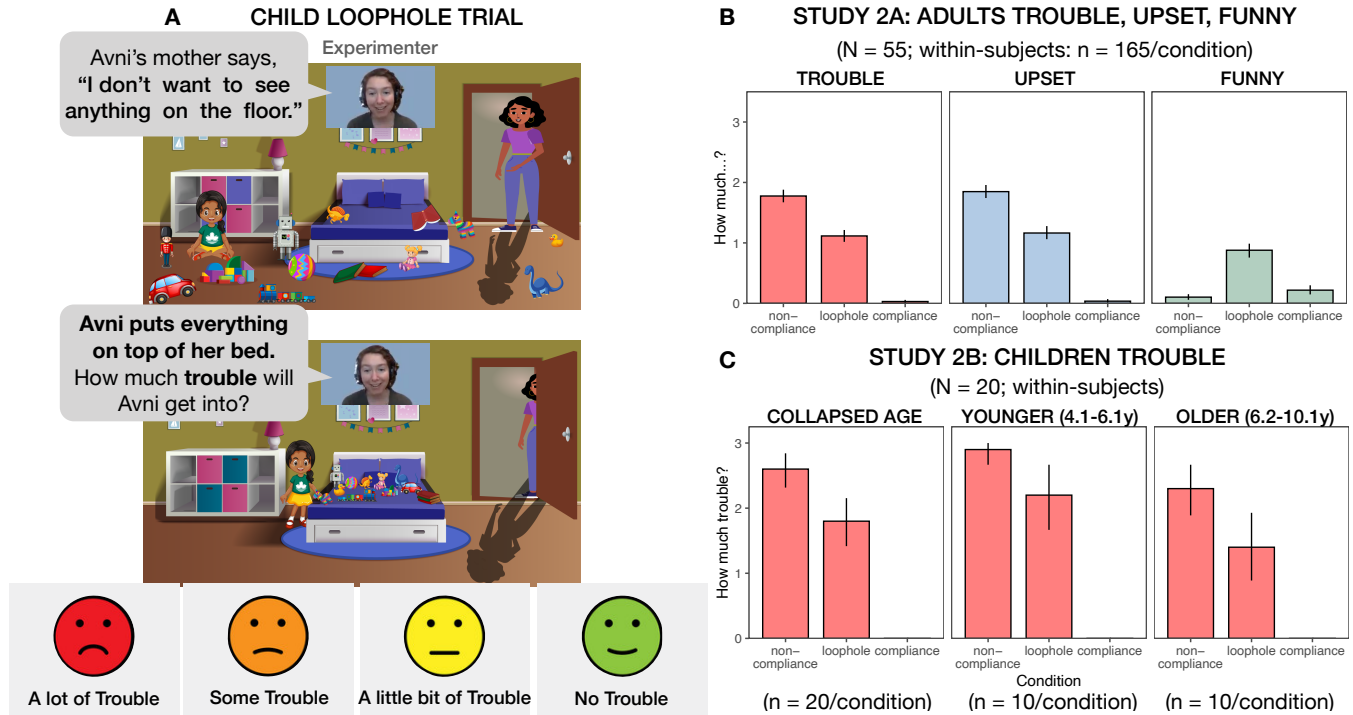 A CHILD LOOPHOLE TRIAL
Experimenter
Avni's mother says,
"I don't want to see
anything on the floor."
Avni puts everything
on top of her bed.
How much trouble will
Avni get into?
A lot of Trouble
Some Trouble
A little bit of Trouble
No Trouble
B STUDY 2A: ADULTS TROUBLE, UPSET, FUNNY
(N = 55; within-subjects: n = 165/condition)
TROUBLE UPSET FUNNY
How much...?
3
2
1
0
non-
compliance loophole compliance
non-
compliance loophole compliance
non-
compliance loophole compliance
C STUDY 2B: CHILDREN TROUBLE
(N = 20; within-subjects)
COLLAPSED AGE YOUNGER (4.1-6.1y) OLDER (6.2-10.1y)
How much trouble?
3
2
1
0
non-
compliance loophole compliance
non-
compliance loophole compliance
non-
compliance loophole compliance
Condition
(n = 20/condition) (n = 10/condition) (n = 10/condition)